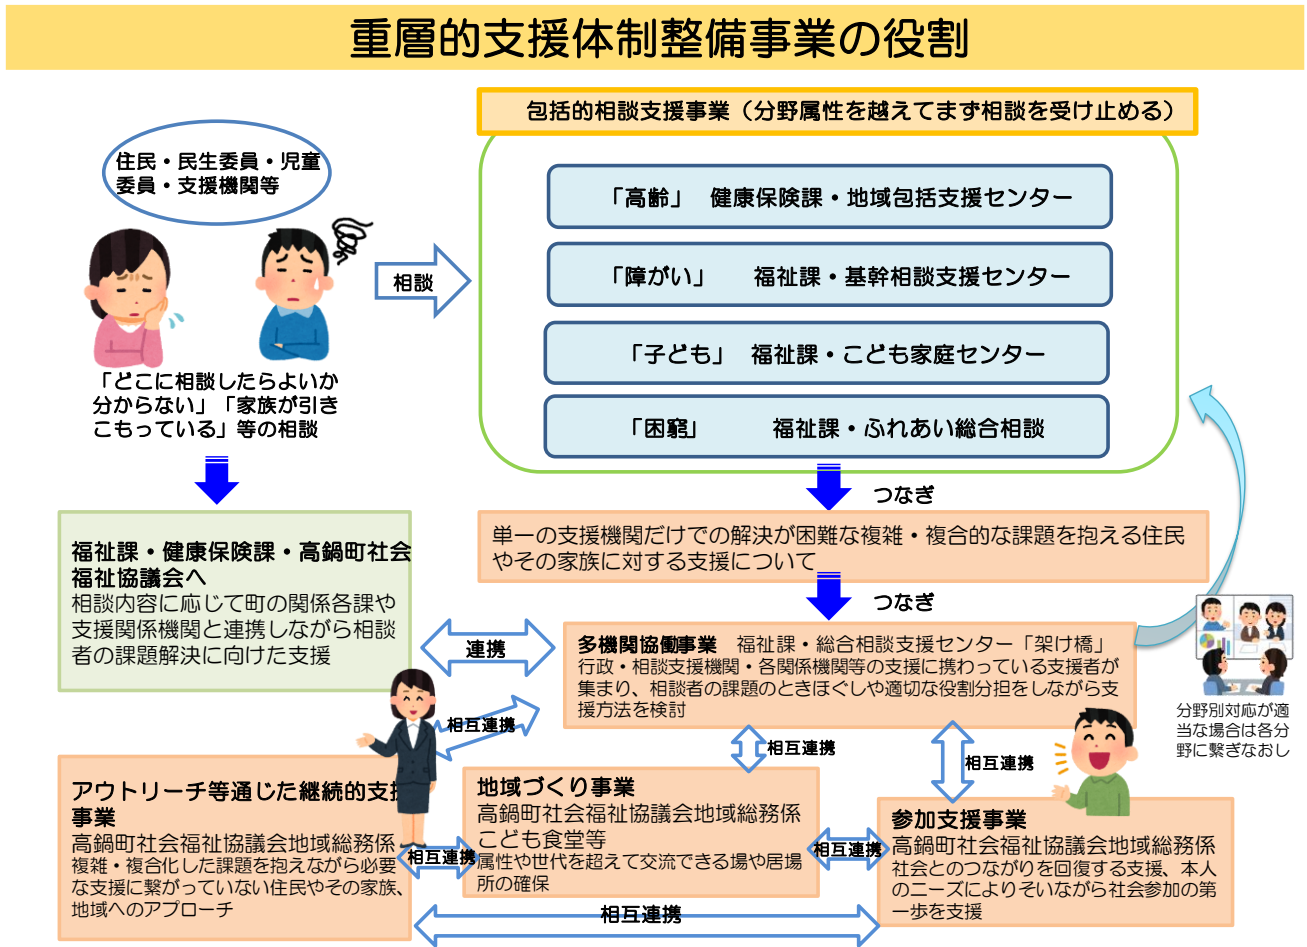 重層的支援体制整備事業の役割
包括的相談支援事業（分野属性を越えてまず相談を受け止める）
住民・民生委員・児童
委員・支援機関等
相談
「どこに相談したらよいか
分からない」「家族が引き
こもっている」等の相談
「高齢」 健康保険課・地域包括支援センター
「障がい」 福祉課・基幹相談支援センター
「子ども」 福祉課・こども家庭センター
「困窮」 福祉課・ふれあい総合相談
つなぎ
単一の支援機関だけでの解決が困難な複雑・複合的な課題を抱える住民
やその家族に対する支援について
つなぎ
福祉課・健康保険課・高鍋町社会
福祉協議会へ
相談内容に応じて町の関係各課や
支援関係機関と連携しながら相談
者の課題解決に向けた支援
連携
多機関協働事業 福祉課・総合相談支援センター「架け橋」
行政・相談支援機関・各関係機関等の支援に携わっている支援者が
集まり、相談者の課題のときほぐしや適切な役割分担をしながら支
援方法を検討
分野別対応が適
当な場合は各分
野に繋ぎなおし
相互連携
相互連携
相互連携
アウトリーチ等通じた継続的支援
事業
高鍋町社会福祉協議会地域総務係
複雑・複合化した課題を抱えながら必要
な支援に繋がっていない住民やその家族、
地域へのアプローチ
相互連携
地域づくり事業
高鍋町社会福祉協議会地域総務係
こども食堂等
属性や世代を超えて交流できる場や居場
所の確保
相互連携
参加支援事業
高鍋町社会福祉協議会地域総務係
社会とのつながりを回復する支援、本人
のニーズによりそいながら社会参加の第
一歩を支援
相互連携